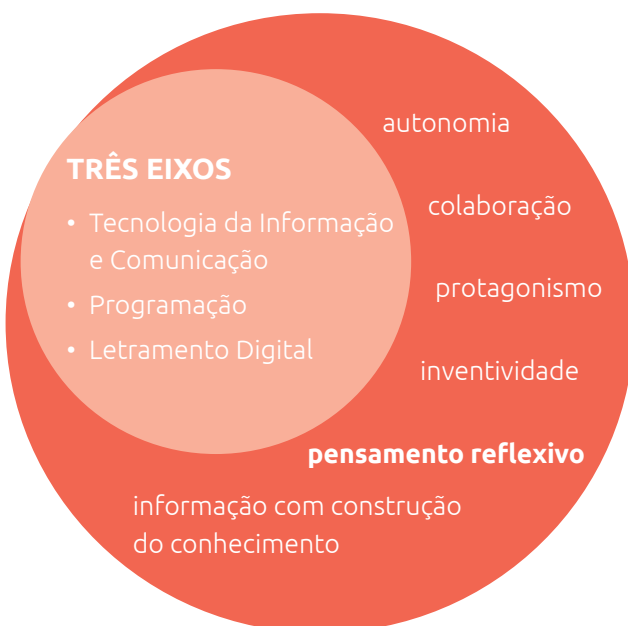 autonomia
TRÊS EIXOS
colaboração
• Tecnologia da Informação
e Comunicação
protagonismo
• Programação
• Letramento Digital
inventividade
pensamento reflexivo
informação com construção
do conhecimento